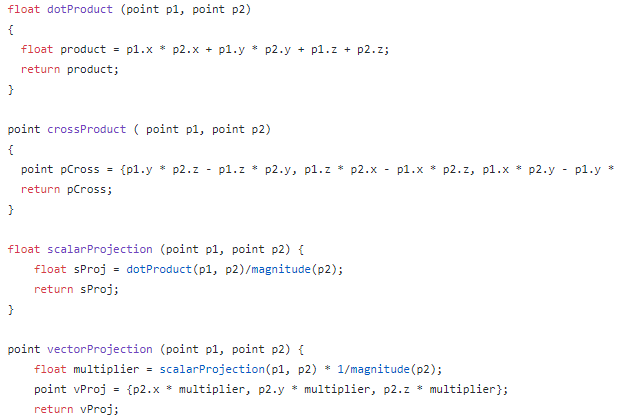 float dotProduct (point p1, point p2)
{
  float product = p1.x * p2.x + p1.y * p2.y + p1.z + p2.z;
  return product;
}

point crossProduct ( point p1, point p2)
{
  point pCross = {p1.y * p2.z - p1.z * p2.y, p1.z * p2.x - p1.x * p2.z, p1.x * p2.y - p1.y *
  return pCross;
}

float scalarProjection (point p1, point p2) {
    float sProj = dotProduct(p1, p2)/magnitude(p2);
    return sProj;
}

point vectorProjection (point p1, point p2) {
    float multiplier = scalarProjection(p1, p2) * 1/magnitude(p2);
    point vProj = {p2.x * multiplier, p2.y * multiplier, p2.z * multiplier};
    return vProj;